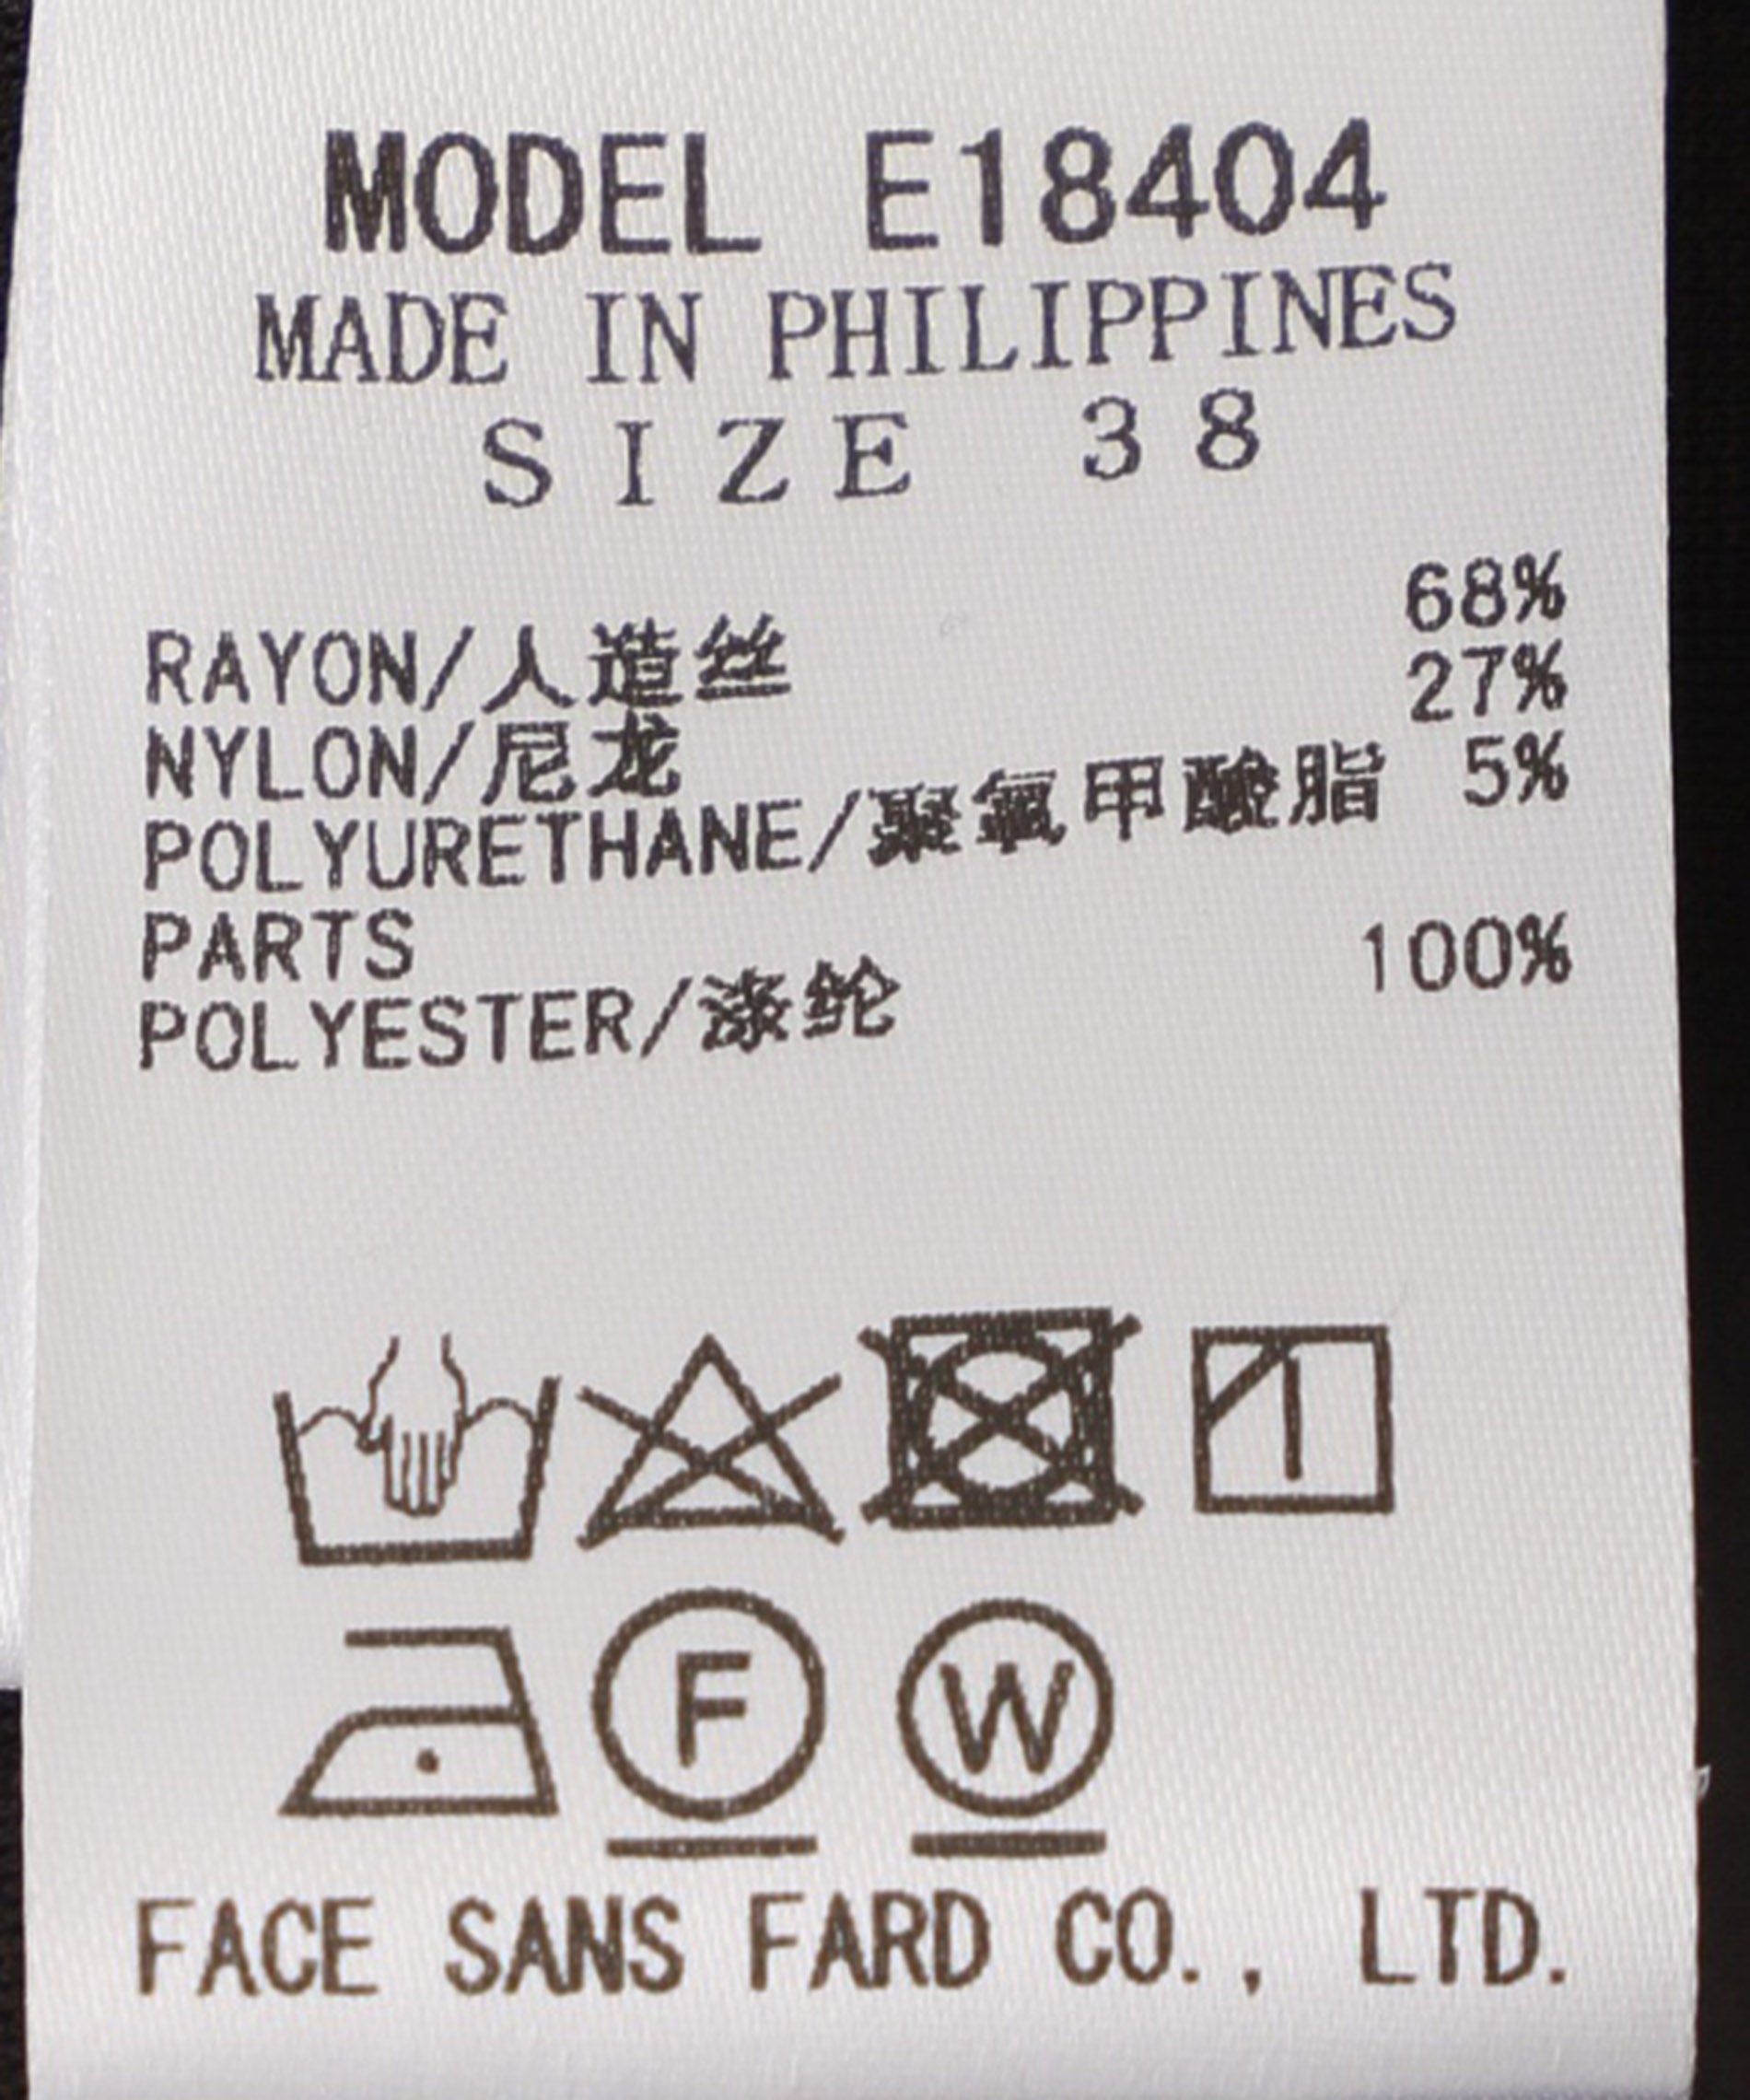 MODEL E18404
MADE IN PHILIPPINES
SIZE 38
RAYON/人造丝 68%
NYLON/尼龙 27%
POLYURETHANE/聚氧甲酸脂 5%
PARTS
POLYESTER/涤纶 100%
F W
FACE SANS FARD CO., LTD.